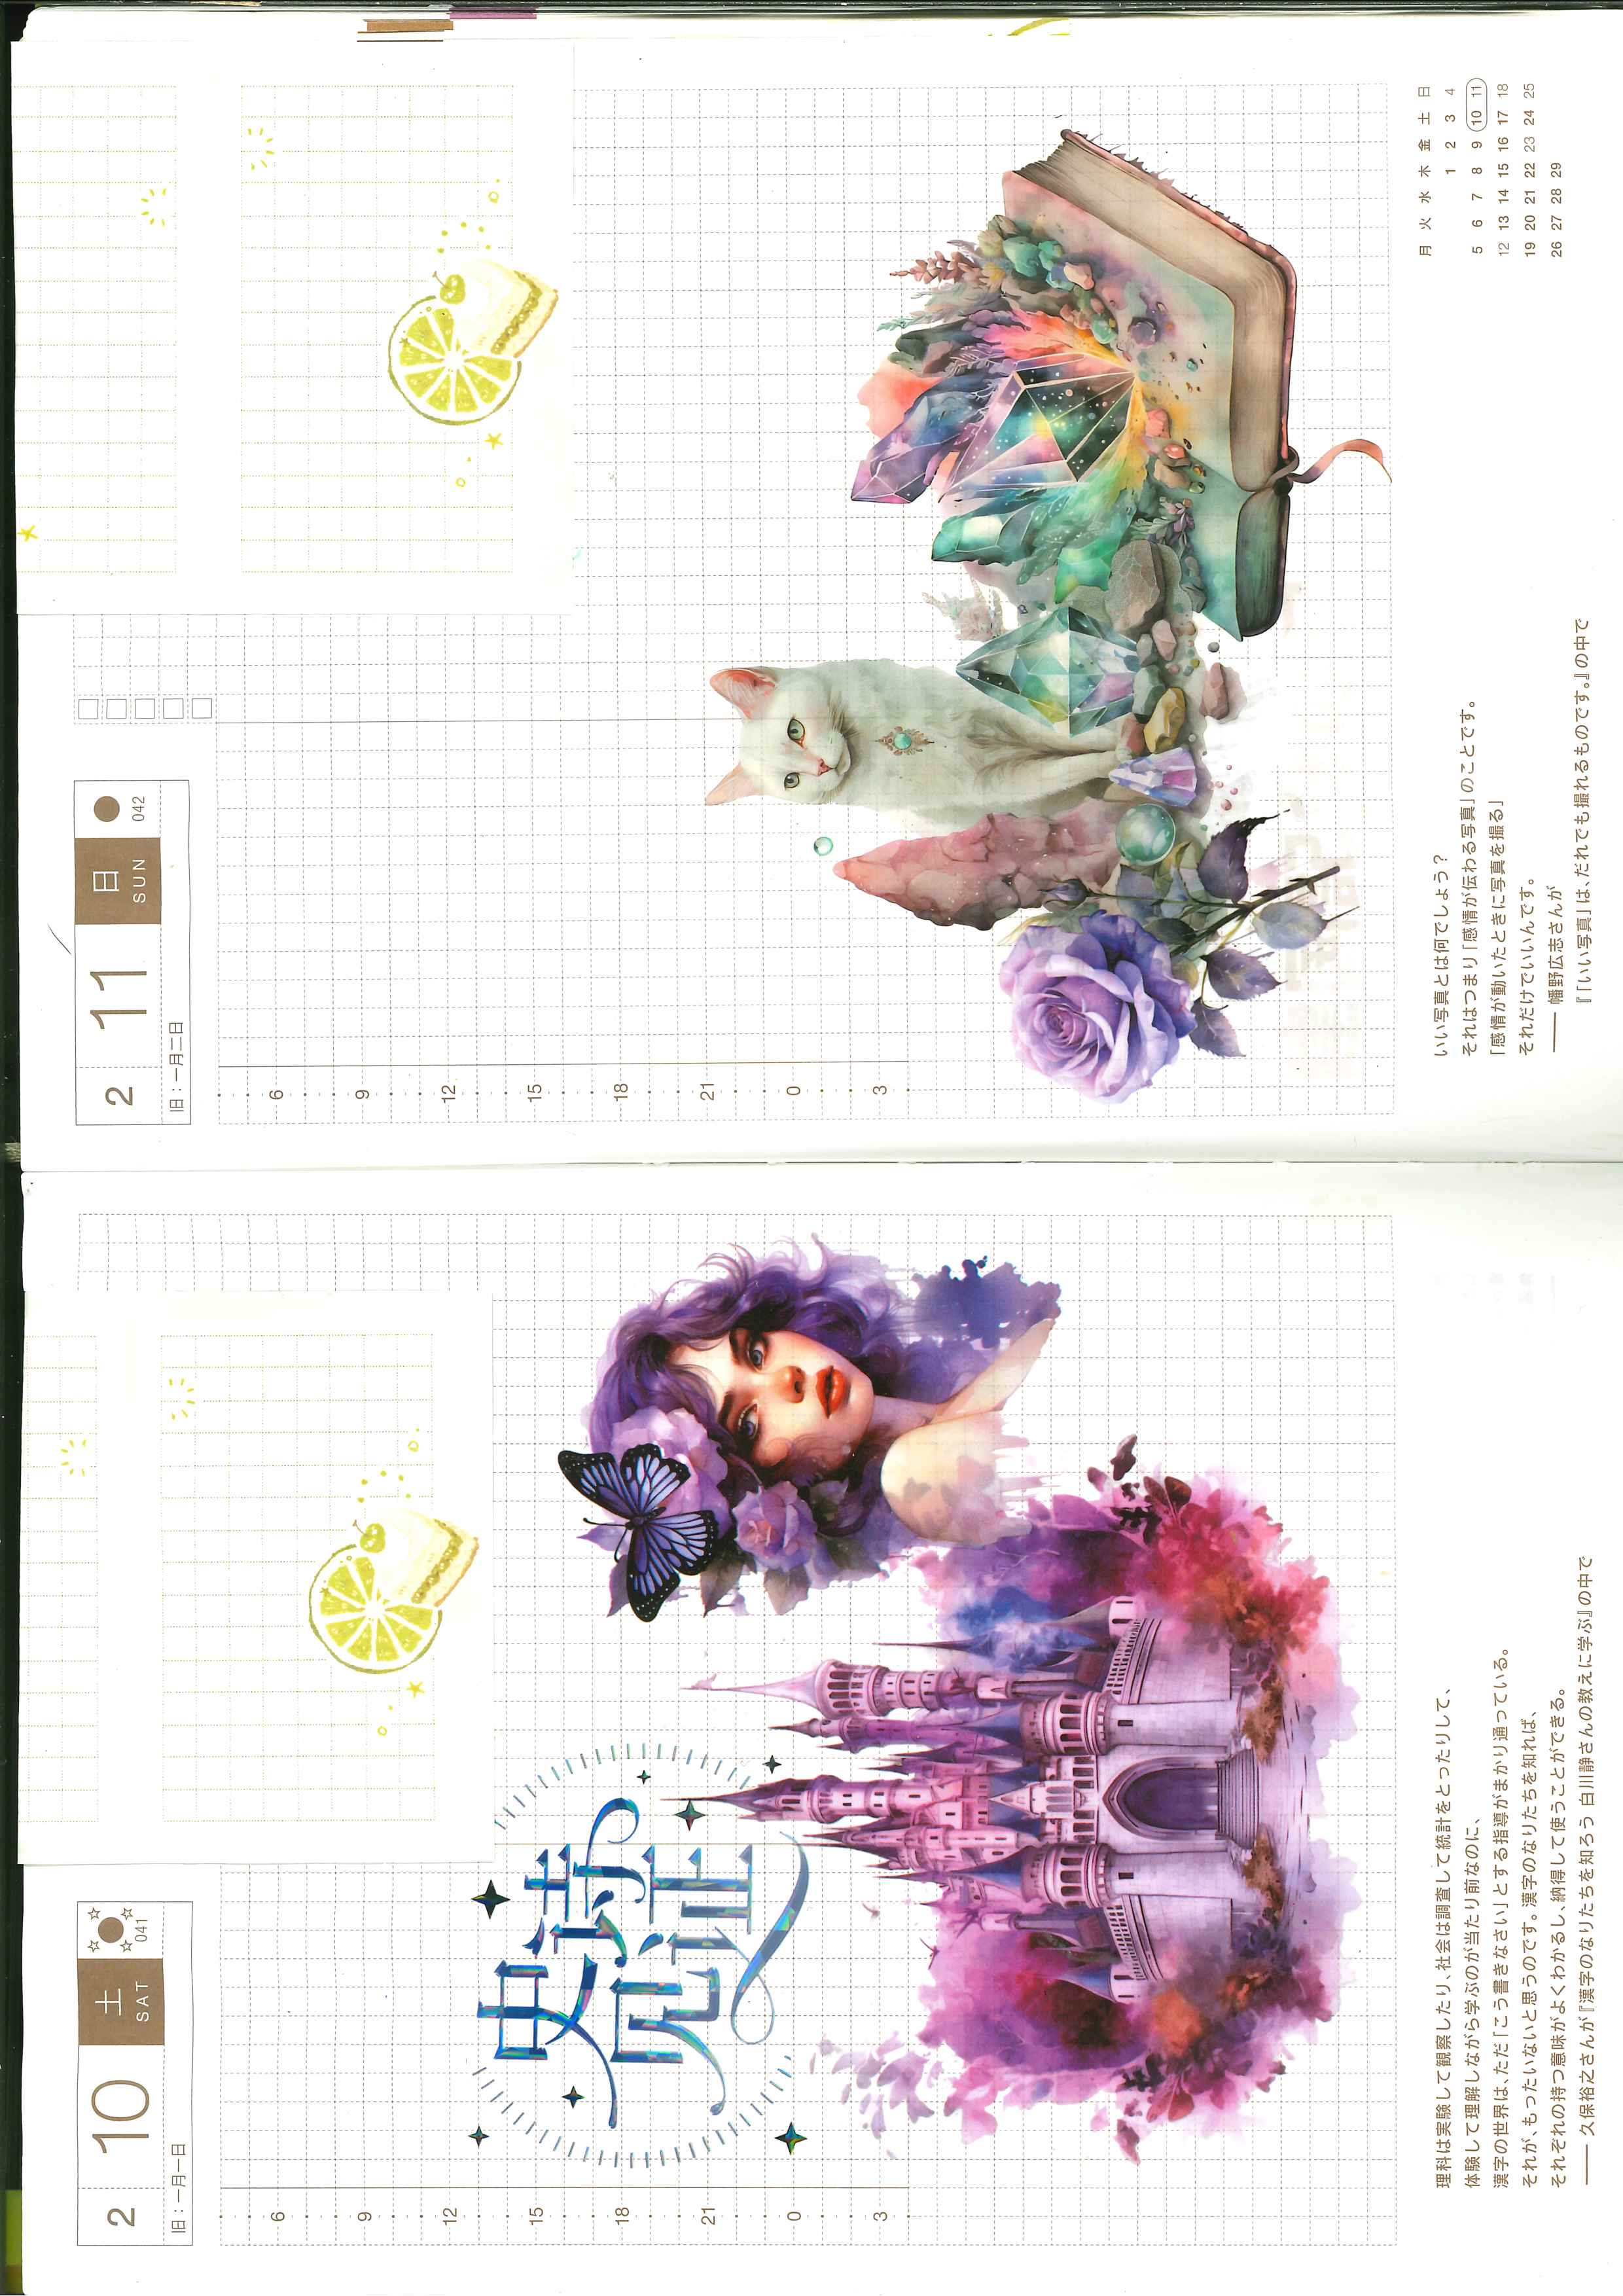 2 10 土 SAT 041
旧：一月一日
6
9
12
15
18
21
0
3
史诗
见证
理科は実験して観察したり、社会は調査して統計をとったりして、
体験して理解しながら学ぶのが当たり前なのに、
漢字の世界は、ただ「こう書きなさい」とする指導がまかり通っている。
それが、もったいないと思うのです。漢字のなりたちを知れば、
それぞれの持つ意味がよくわかるし、納得して使うことができる。
―― 久保裕之さんが『漢字のなりたちを知ろう 白川静さんの教えに学ぶ』の中で
2 11 日 SUN 042
旧：一月二日
6
9
12
15
18
21
0
3
いい写真とは何でしょう？
それはつまり「感情が伝わる写真」のことです。
「感情が動いたときに写真を撮る」
それだけでいいんです。
―― 幡野広志さんが
『「いい写真」は、だれでも撮れるものです。』の中で
月 火 水 木 金 土 日
1 2 3 4
5 6 7 8 9 10 11
12 13 14 15 16 17 18
19 20 21 22 23 24 25
26 27 28 29